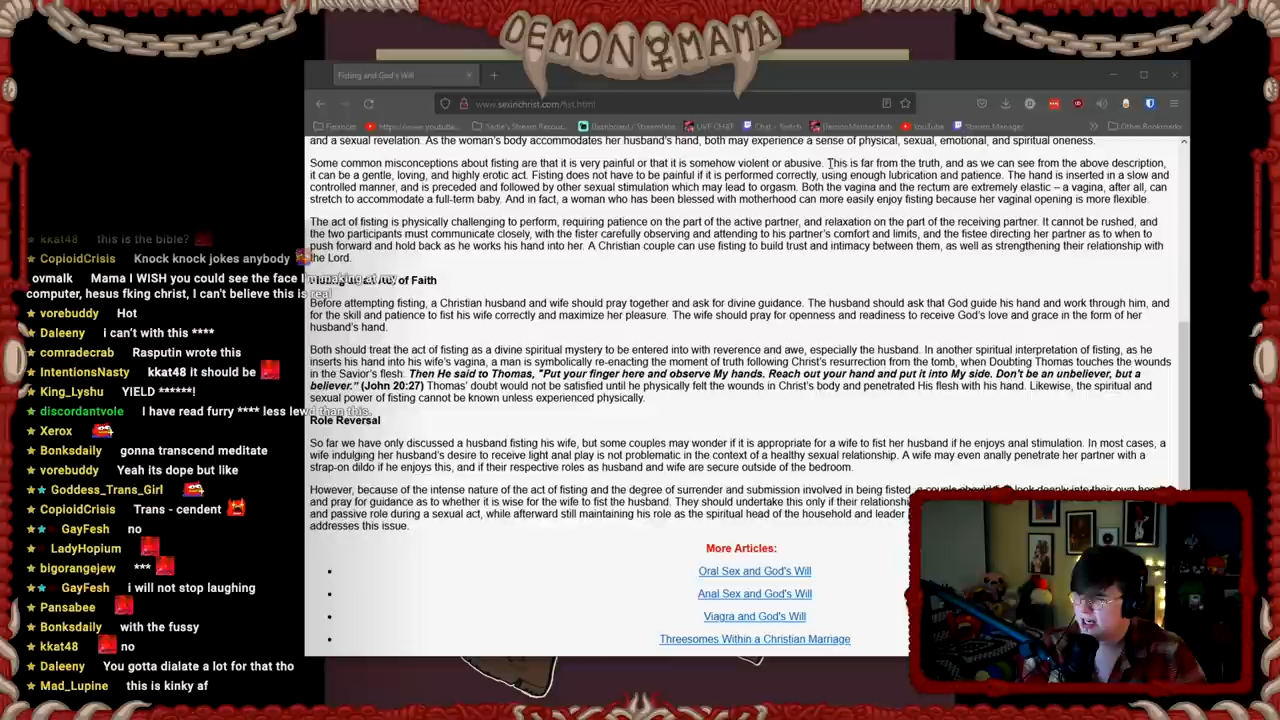 DEMON MAMA
Fisting and God's Will
www.sexinchrist.com/fist.html
Finances
https://www.youtube...
Sadie's Stream Resour...
Dashboard / Streamlabs
LIVE CHAT
Chat - Twitch
DemonMamaHub
YouTube
Stream Manager
Other Bookmarks
and a sexual revelation. As the woman's body accommodates her husband's hand, both may experience a sense of physical, sexual, emotional, and spiritual oneness.
Some common misconceptions about fisting are that it is very painful or that it is somehow violent or abusive. This is far from the truth, and as we can see from the above description,
it can be a gentle, loving, and highly erotic act. Fisting does not have to be painful if it is performed correctly, using enough lubrication and patience. The hand is inserted in a slow and
controlled manner, and is preceded and followed by other sexual stimulation which may lead to orgasm. Both the vagina and the rectum are extremely elastic – a vagina, after all, can
stretch to accommodate a full-term baby. And in fact, a woman who has been blessed with motherhood can more easily enjoy fisting because her vaginal opening is more flexible.
The act of fisting is physically challenging to perform, requiring patience on the part of the active partner, and relaxation on the part of the receiving partner. It cannot be rushed, and
the two participants must communicate closely, with the fister carefully observing and attending to his partner's comfort and limits, and the fistee directing her partner as to when to
push forward and hold back as he works his hand into her. A Christian couple can use fisting to build trust and intimacy between them, as well as strengthening their relationship with
the Lord.
of Faith
Before attempting fisting, a Christian husband and wife should pray together and ask for divine guidance. The husband should ask that God guide his hand and work through him, and
for the skill and patience to fist his wife correctly and maximize her pleasure. The wife should pray for openness and readiness to receive God's love and grace in the form of her
husband's hand.
Both should treat the act of fisting as a divine spiritual mystery to be entered into with reverence and awe, especially the husband. In another spiritual interpretation of fisting, as he
inserts his hand into his wife's vagina, a man is symbolically re-enacting the moment of truth following Christ's resurrection from the tomb, when Doubting Thomas touches the wounds
in the Savior's flesh. Then He said to Thomas, "Put your finger here and observe My hands. Reach out your hand and put it into My side. Don't be an unbeliever, but a
believer." (John 20:27) Thomas' doubt would not be satisfied until he physically felt the wounds in Christ's body and penetrated His flesh with his hand. Likewise, the spiritual and
sexual power of fisting cannot be known unless experienced physically.
Role Reversal
So far we have only discussed a husband fisting his wife, but some couples may wonder if it is appropriate for a wife to fist her husband if he enjoys anal stimulation. In most cases, a
wife indulging her husband's desire to receive light anal play is not problematic in the context of a healthy sexual relationship. A wife may even anally penetrate her partner with a
strap-on dildo if he enjoys this, and if their respective roles as husband and wife are secure outside of the bedroom.
However, because of the intense nature of the act of fisting and the degree of surrender and submission involved in being fisted, a couple should look deeply into their own
and pray for guidance as to whether it is wise for the wife to fist the husband. They should undertake this only if their
and passive role during a sexual act, while afterward still maintaining his role as the spiritual head of the household and leader
addresses this issue.
More Articles:
Oral Sex and God's Will
Anal Sex and God's Will
Viagra and God's Will
Threesomes Within a Christian Marriage
kkat48 this is the bible?
CopioidCrisis Knock knock jokes anybody
ovmalk Mama I WISH you could see the face I'm making at my
computer, hesus fking christ, I can't believe this is real
vorebuddy Hot
Daleeny i can't with this ****
comradecrab Rasputin wrote this
IntentionsNasty kkat48 it should be
King_Lyshu YIELD ******!
discordantvole I have read furry **** less lewd than this.
Xerox
Bonksdaily gonna transcend meditate
vorebuddy Yeah its dope but like
Goddess_Trans_Girl
CopioidCrisis Trans - cendent
GayFesh no
LadyHopium
bigorangejew ***
GayFesh i will not stop laughing
Pansabee
Bonksdaily with the fussy
kkat48 no
Daleeny You gotta dialate a lot for that tho
Mad_Lupine this is kinky af